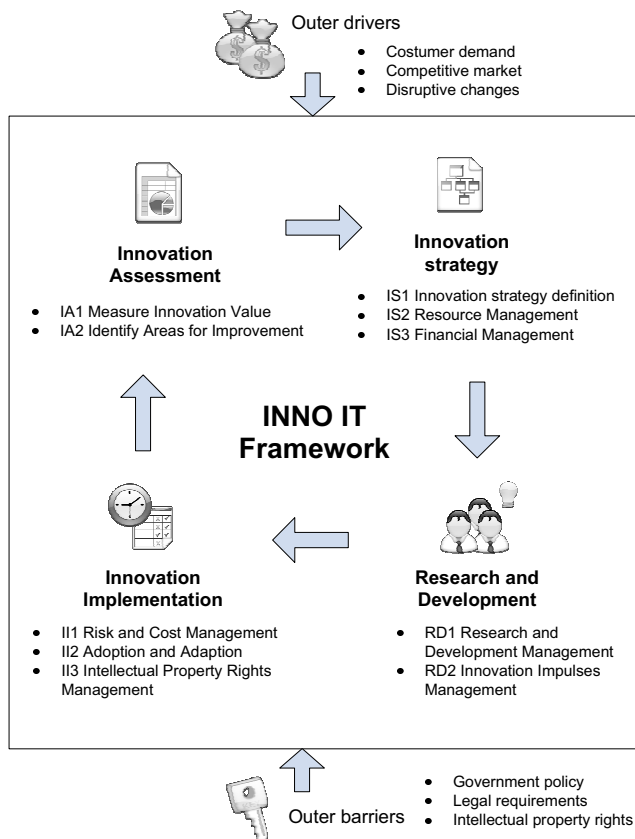 Outer drivers
• Costumer demand
• Competitive market
• Disruptive changes
Innovation
Assessment
• IA1 Measure Innovation Value
• IA2 Identify Areas for Improvement
Innovation
strategy
• IS1 Innovation strategy definition
• IS2 Resource Management
• IS3 Financial Management
INNO IT
Framework
Innovation
Implementation
• II1 Risk and Cost Management
• II2 Adoption and Adaption
• II3 Intellectual Property Rights
Management
Research and
Development
• RD1 Research and
Development Management
• RD2 Innovation Impulses
Management
Outer barriers
• Government policy
• Legal requirements
• Intellectual property rights